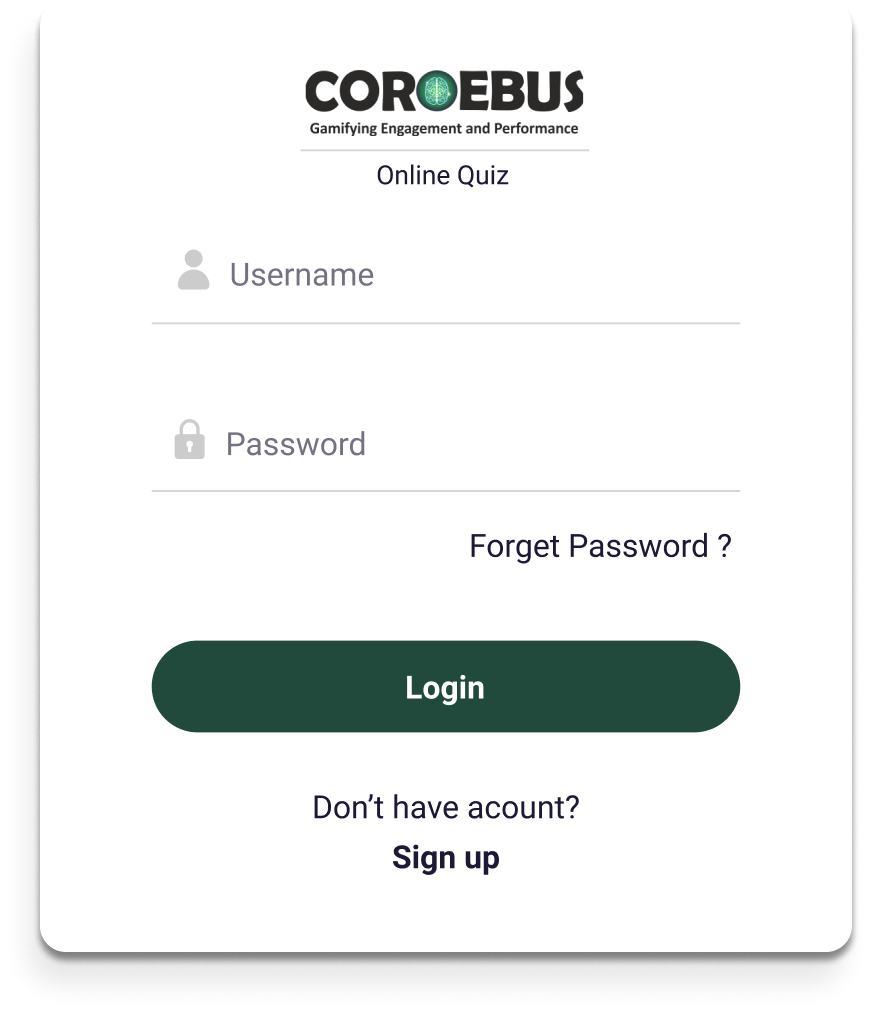 COROEBUS
Gamifying Engagement and Performance
Online Quiz
Username
Password
Forget Password ?
Login
Don’t have acount?
Sign up